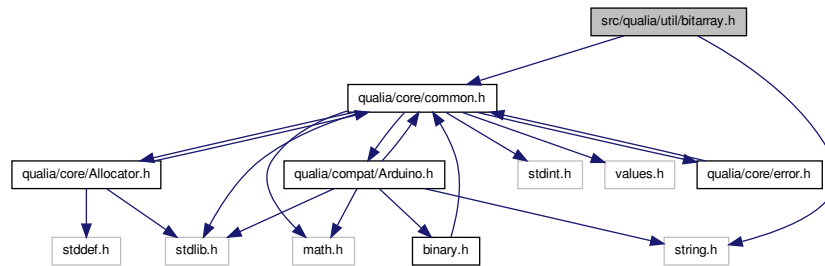 src/qualia/util/bitarray.h
qualia/core/common.h
qualia/core/Allocator.h
qualia/compat/Arduino.h
stdint.h
values.h
qualia/core/error.h
stddef.h
stdlib.h
math.h
binary.h
string.h